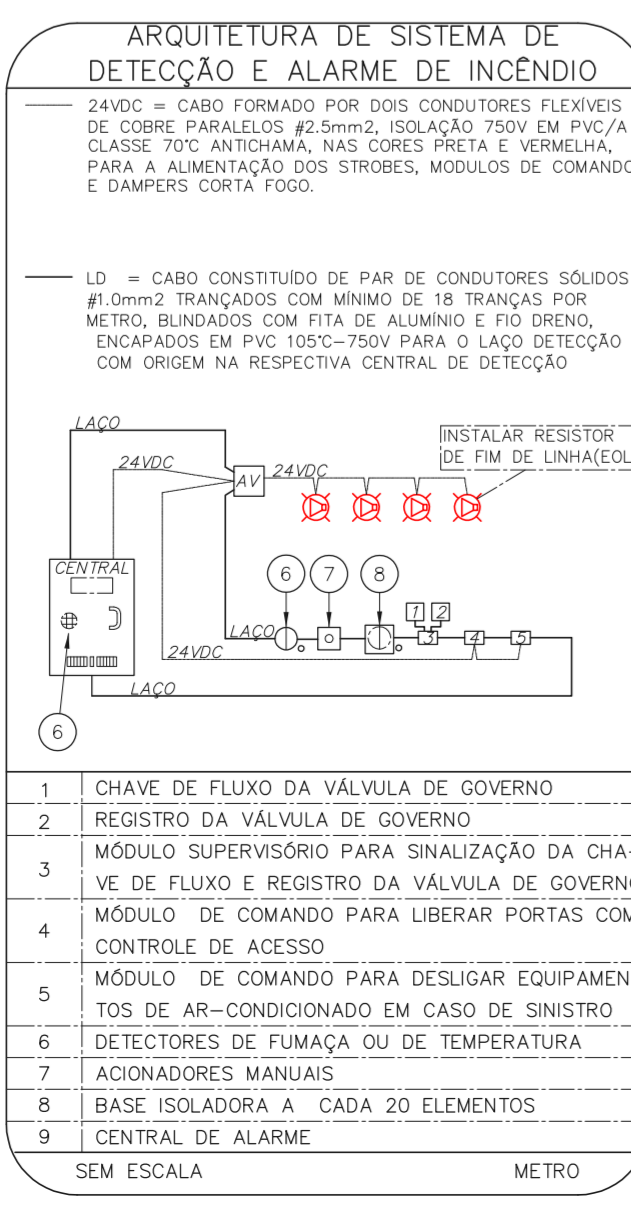 ARQUITETURA DE SISTEMA DE
DETECÇÃO E ALARME DE INCÊNDIO
24VDC = CABO FORMADO POR DOIS CONDUTORES FLEXÍVEIS
DE COBRE PARALELOS #2.5mm2, ISOLAÇÃO 750V EM PVC/A
CLASSE 70°C ANTICHAMA, NAS CORES PRETA E VERMELHA,
PARA A ALIMENTAÇÃO DOS STROBES, MODULOS DE COMANDO
E DAMPERS CORTA FOGO.
LD = CABO CONSTITUÍDO DE PAR DE CONDUTORES SÓLIDOS
#1.0mm2 TRANÇADOS COM MÍNIMO DE 18 TRANÇAS POR
METRO, BLINDADOS COM FITA DE ALUMÍNIO E FIO DRENO,
ENCAPADOS EM PVC 105°C-750V PARA O LAÇO DETECÇÃO
COM ORIGEM NA RESPECTIVA CENTRAL DE DETECÇÃO
LAÇO
INSTALAR RESISTOR
DE FIM DE LINHA(EOL
24VDC
AV
24VDC
CENTRAL
6
7
8
1
2
LAÇO
3
4
5
24VDC
LAÇO
6
1 CHAVE DE FLUXO DA VÁLVULA DE GOVERNO
2 REGISTRO DA VÁLVULA DE GOVERNO
3 MÓDULO SUPERVISÓRIO PARA SINALIZAÇÃO DA CHA-
VE DE FLUXO E REGISTRO DA VÁLVULA DE GOVERNO
4 MÓDULO DE COMANDO PARA LIBERAR PORTAS COM
CONTROLE DE ACESSO
5 MÓDULO DE COMANDO PARA DESLIGAR EQUIPAMEN
TOS DE AR-CONDICIONADO EM CASO DE SINISTRO
6 DETECTORES DE FUMAÇA OU DE TEMPERATURA
7 ACIONADORES MANUAIS
8 BASE ISOLADORA A CADA 20 ELEMENTOS
9 CENTRAL DE ALARME
SEM ESCALA METRO